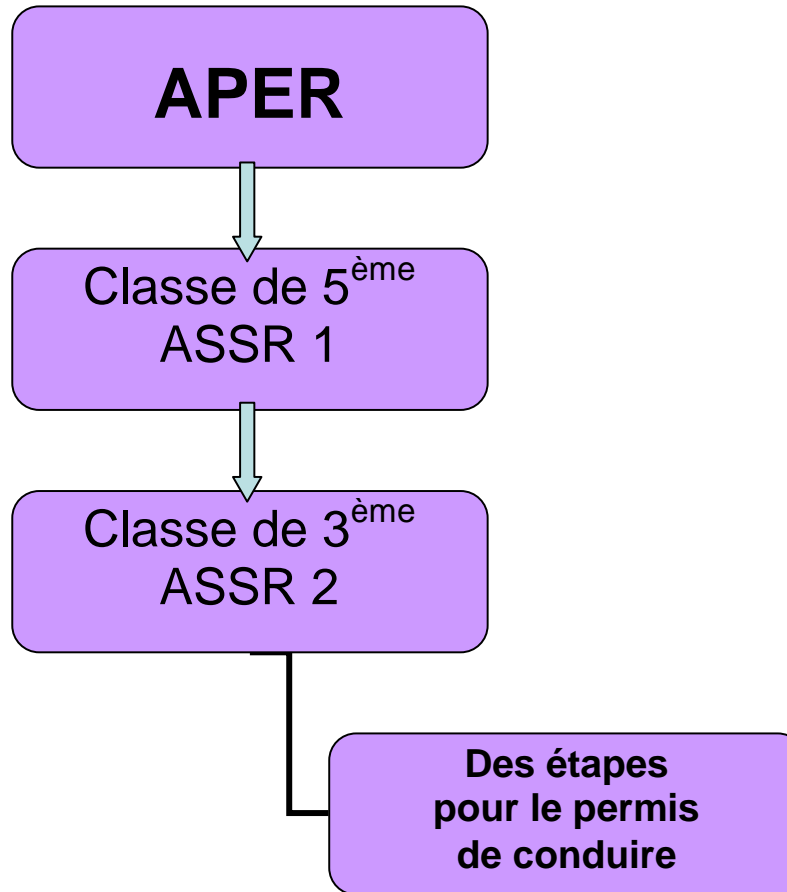 APER
Classe de 5ème
ASSR 1
Classe de 3ème
ASSR 2
Des étapes
pour le permis
de conduire